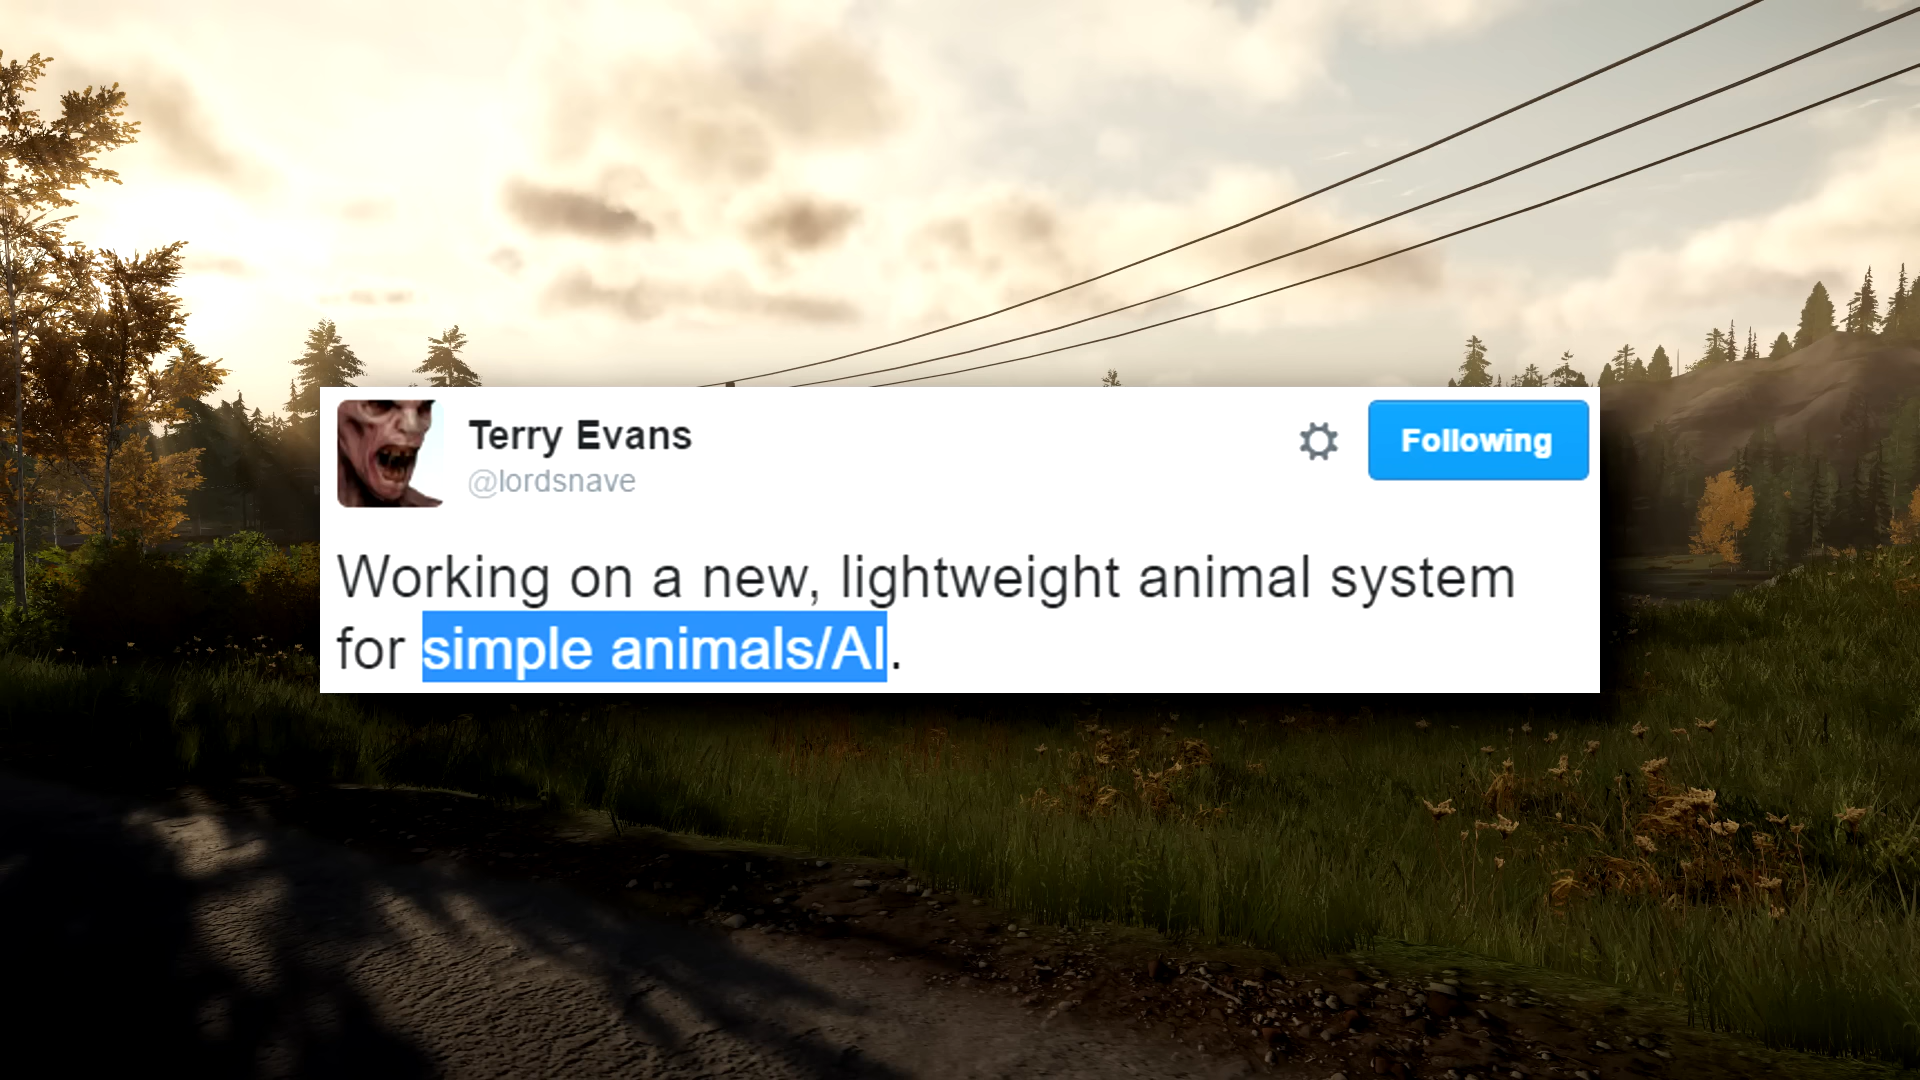 Terry Evans
@lordsnave
Following
Working on a new, lightweight animal system
for simple animals/AI.